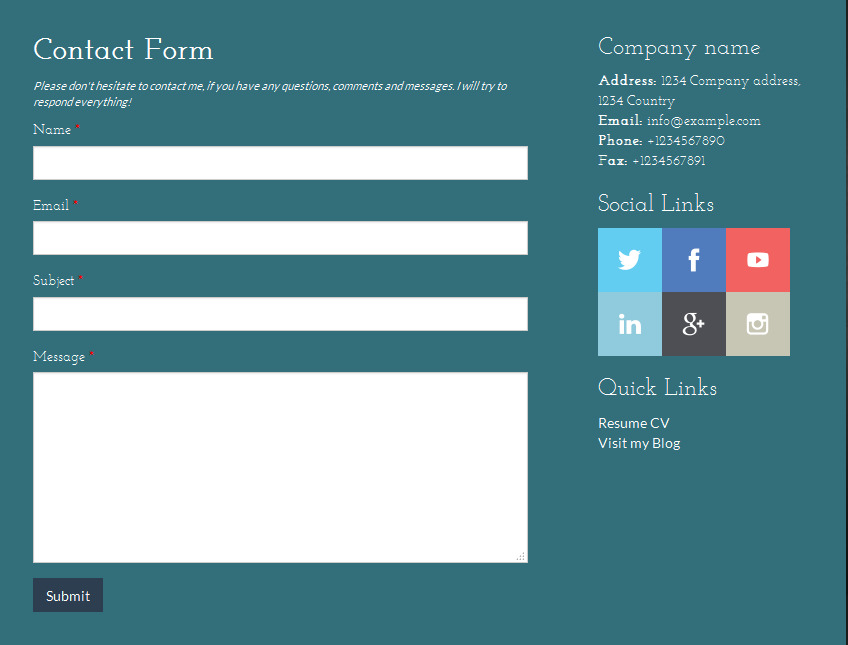 Contact Form
Please don't hesitate to contact me, if you have any questions, comments and messages. I will try to
respond everything!
Name *
Email *
Subject *
Message *
Submit
Company name
Address: 1234 Company address,
1234 Country
Email: info@example.com
Phone: +1234567890
Fax: +1234567891
Social Links
f
in
g+
Quick Links
Resume CV
Visit my Blog